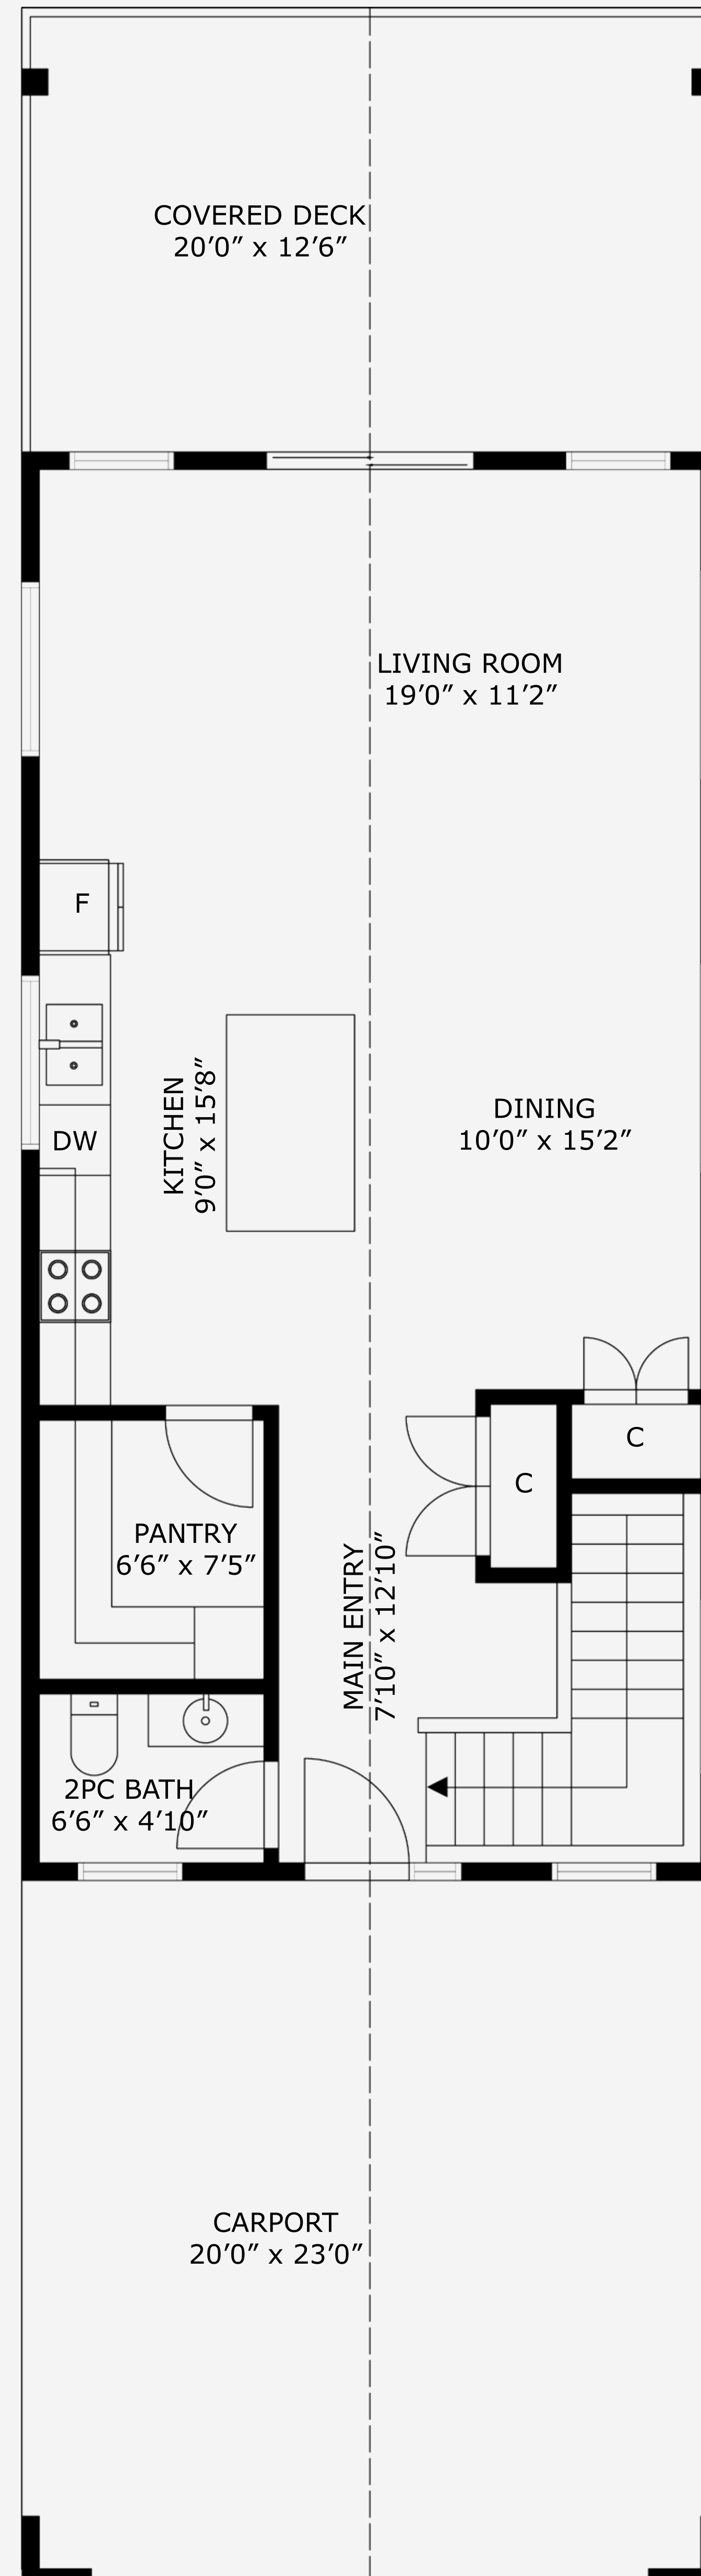 COVERED DECK
20’0” x 12’6”
LIVING ROOM
19’0” x 11’2”
F
KITCHEN
9’0” x 15’8”
DINING
10’0” x 15’2”
DW
C
C
PANTRY
6’6” x 7’5”
MAIN ENTRY
7’10” x 12’10”
2PC BATH
6’6” x 4’10”
CARPORT
20’0” x 23’0”